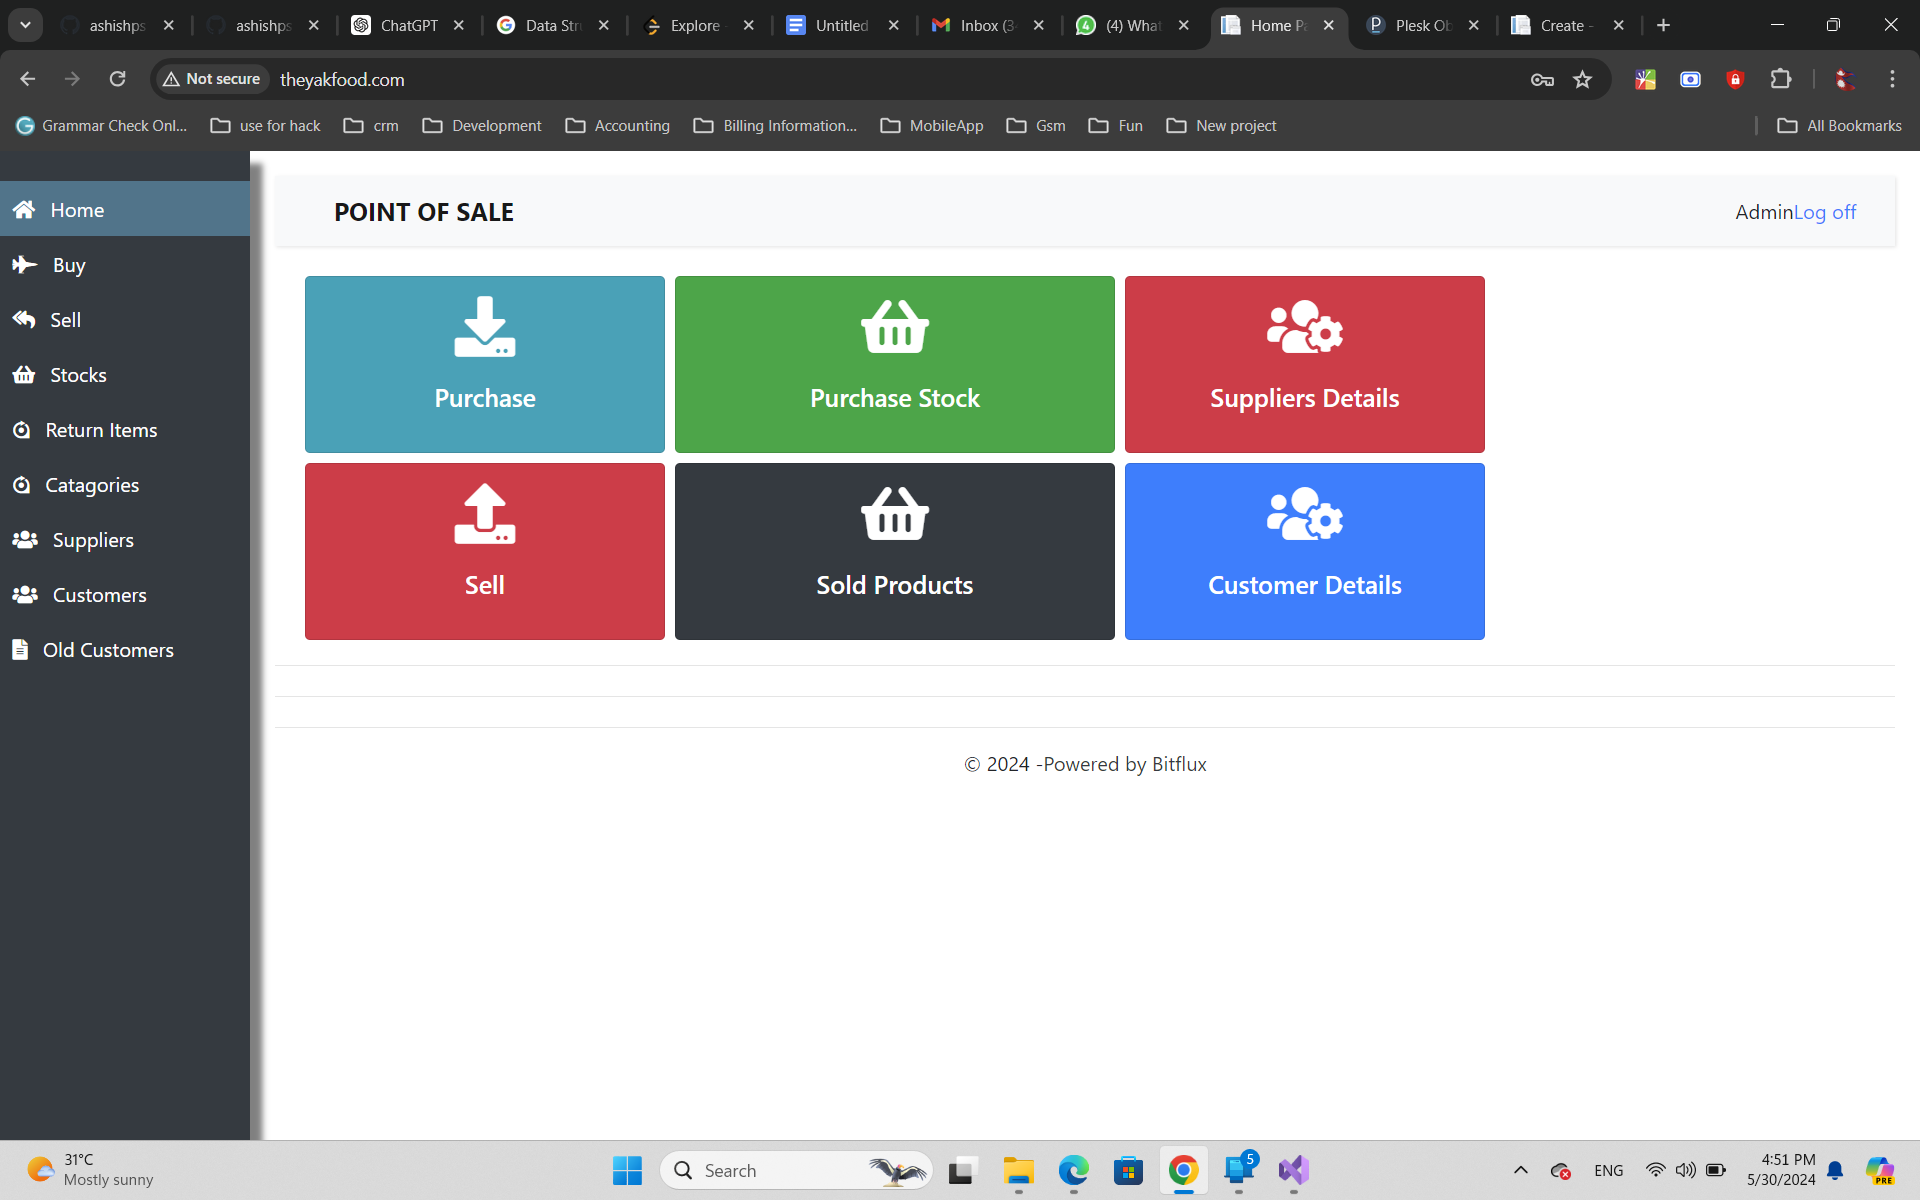 ashishps
ashishps
ChatGPT
Data Str
Explore
Untitled
Inbox (3
(4) What
Home Pa
Plesk Ob
Create -
Not secure
theyakfood.com
Grammar Check Onl...
use for hack
crm
Development
Accounting
Billing Information...
MobileApp
Gsm
Fun
New project
All Bookmarks
Home
Buy
Sell
Stocks
Return Items
Catagories
Suppliers
Customers
Old Customers
POINT OF SALE
AdminLog off
Purchase
Purchase Stock
Suppliers Details
Sell
Sold Products
Customer Details
© 2024 -Powered by Bitflux
31°C
Mostly sunny
Search
5
ENG
4:51 PM
5/30/2024
PRE